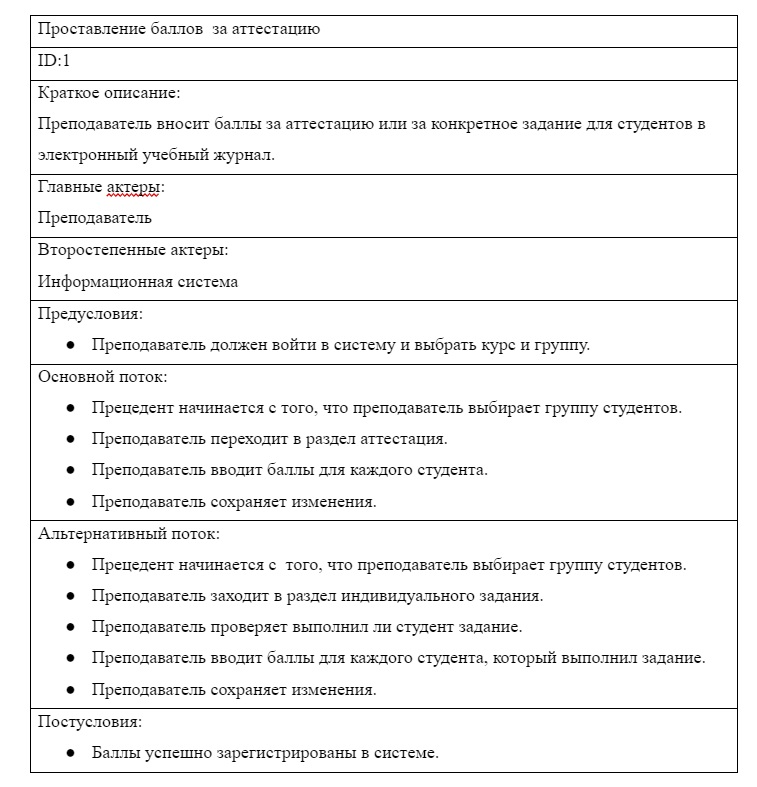 Проставление баллов за аттестацию
ID:1
Краткое описание:
Преподаватель вносит баллы за аттестацию или за конкретное задание для студентов в
электронный учебный журнал.
Главные актеры:
Преподаватель
Второстепенные актеры:
Информационная система
Предусловия:
● Преподаватель должен войти в систему и выбрать курс и группу.
Основной поток:
● Прецедент начинается с того, что преподаватель выбирает группу студентов.
● Преподаватель переходит в раздел аттестация.
● Преподаватель вводит баллы для каждого студента.
● Преподаватель сохраняет изменения.
Альтернативный поток:
● Прецедент начинается с того, что преподаватель выбирает группу студентов.
● Преподаватель заходит в раздел индивидуального задания.
● Преподаватель проверяет выполнил ли студент задание.
● Преподаватель вводит баллы для каждого студента, который выполнил задание.
● Преподаватель сохраняет изменения.
Постусловия:
● Баллы успешно зарегистрированы в системе.